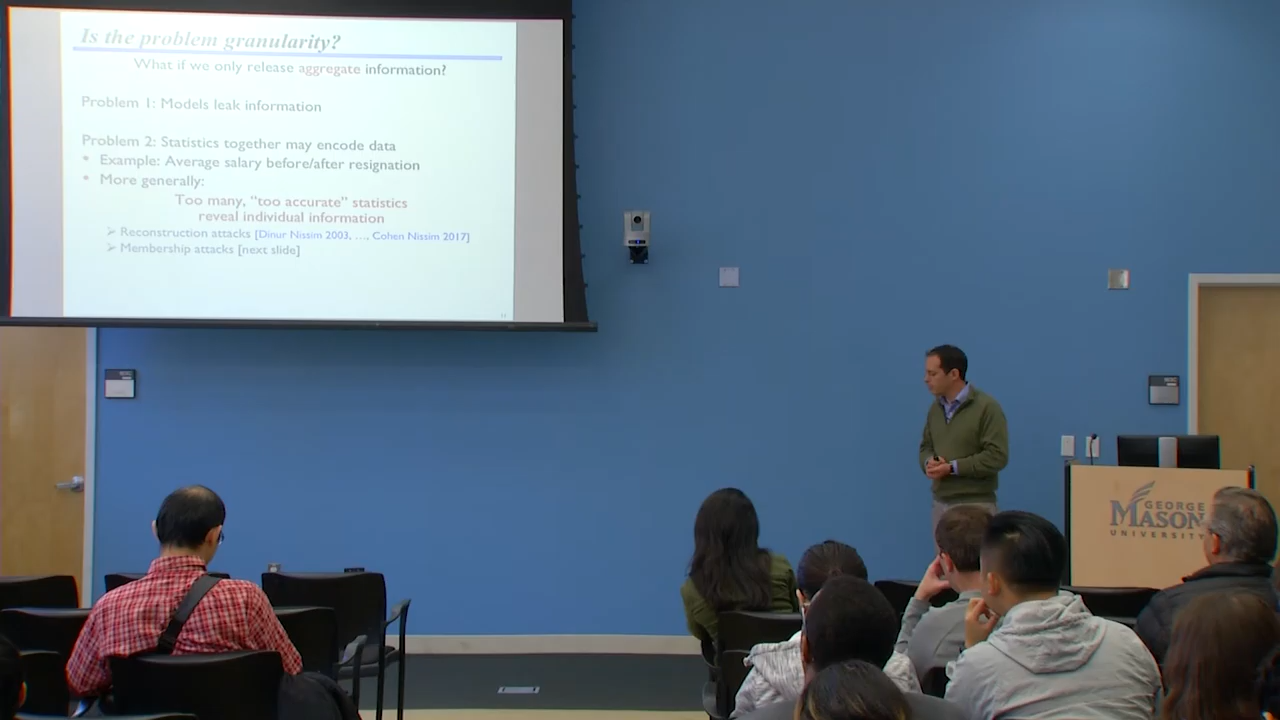 Is the problem granularity?
What if we only release aggregate information?
Problem 1: Models leak information
Problem 2: Statistics together may encode data
• Example: Average salary before/after resignation
• More generally:
Too many, "too accurate" statistics
reveal individual information
➢ Reconstruction attacks [Dinur Nissim 2003, …, Cohen Nissim 2017]
➢ Membership attacks [next slide]
GEORGE
MASON
UNIVERSITY